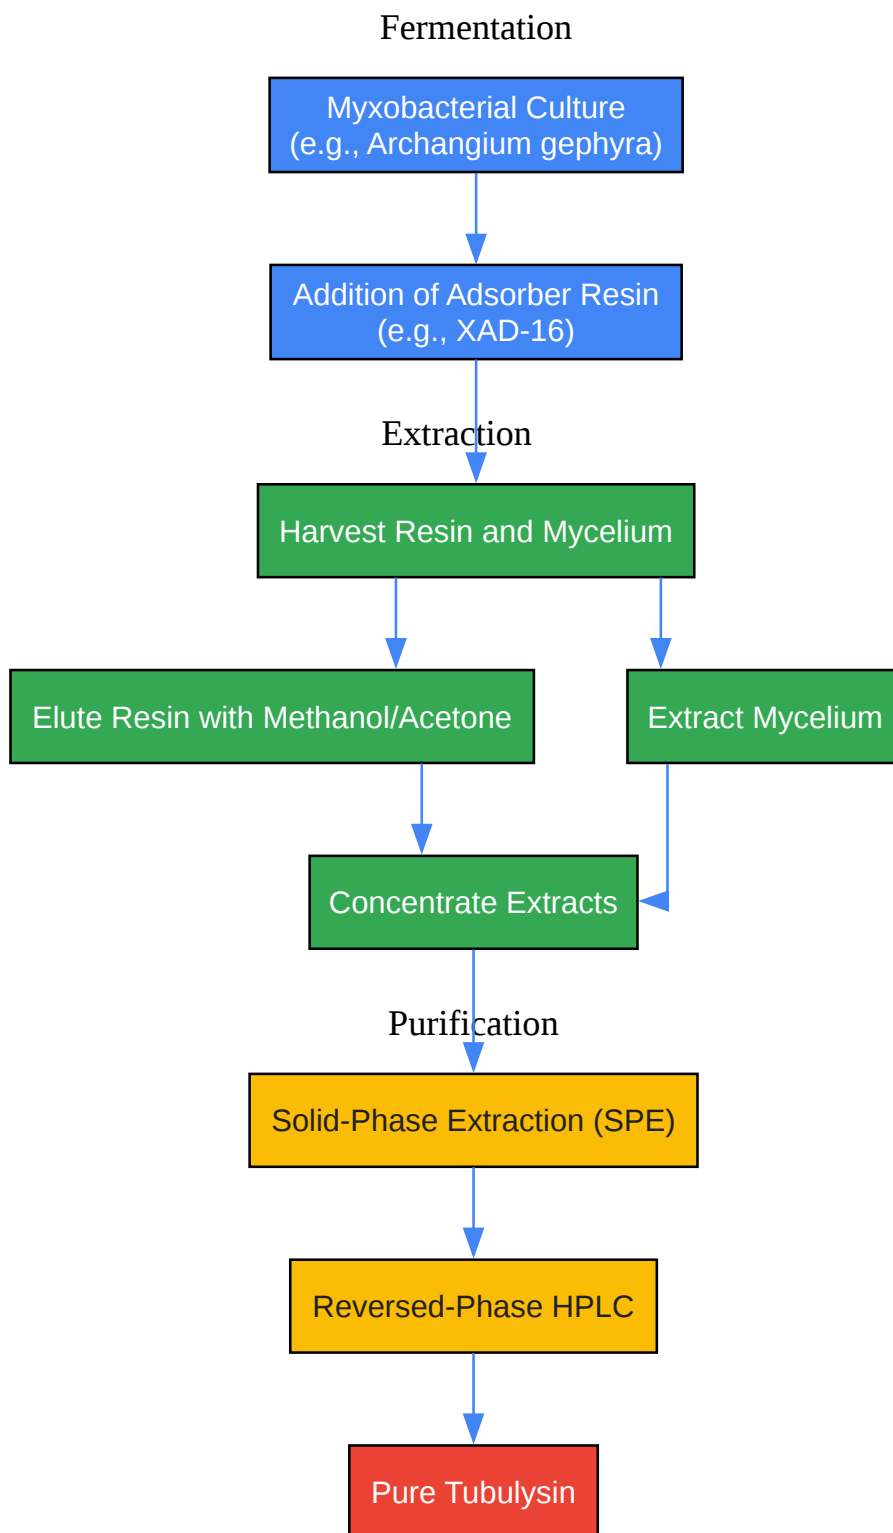 Fermentation
Myxobacterial Culture
(e.g., Archangium gephyra)
Addition of Adsorber Resin
(e.g., XAD-16)
Extraction
Harvest Resin and Mycelium
Elute Resin with Methanol/Acetone
Extract Mycelium
Concentrate Extracts
Purification
Solid-Phase Extraction (SPE)
Reversed-Phase HPLC
Pure Tubulysin